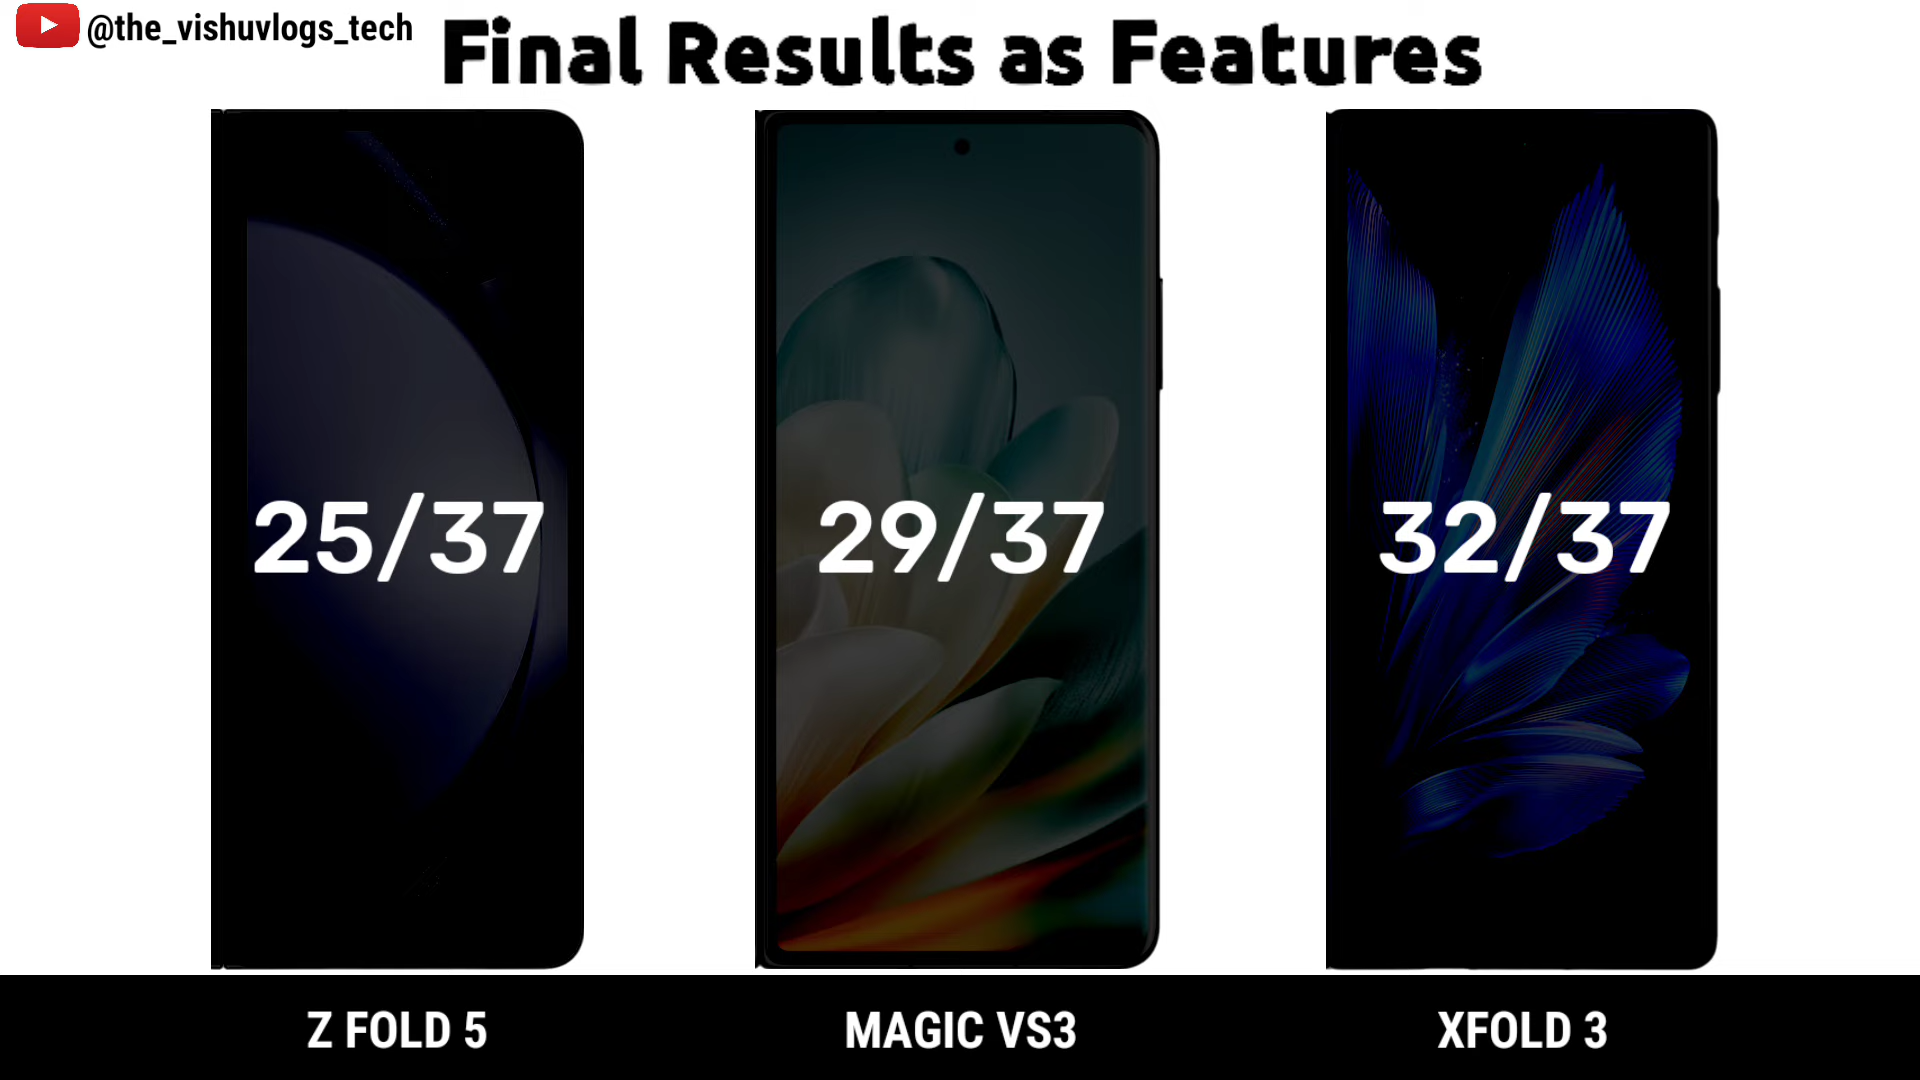 @the_vishuvlogs_tech
Final Results as Features
25/37
29/37
32/37
Z FOLD 5
MAGIC VS3
XFOLD 3